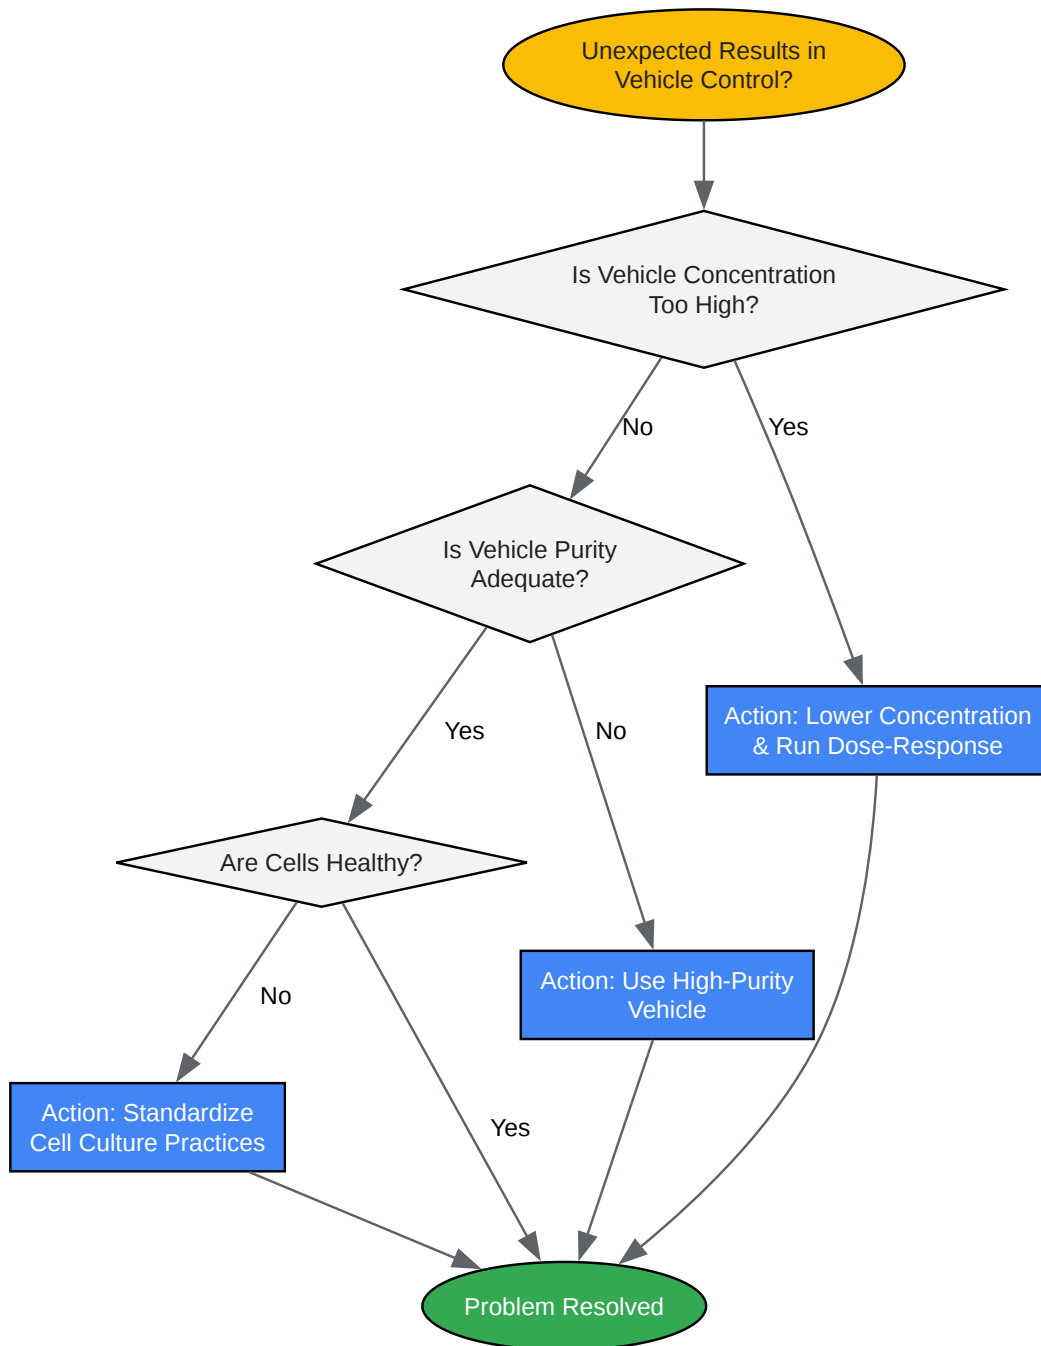 Unexpected Results in
Vehicle Control?
Is Vehicle Concentration
Too High?
No
Yes
Is Vehicle Purity
Adequate?
Yes
No
Action: Lower Concentration
& Run Dose-Response
Are Cells Healthy?
No
Action: Use High-Purity
Vehicle
Action: Standardize
Cell Culture Practices
Yes
Problem Resolved